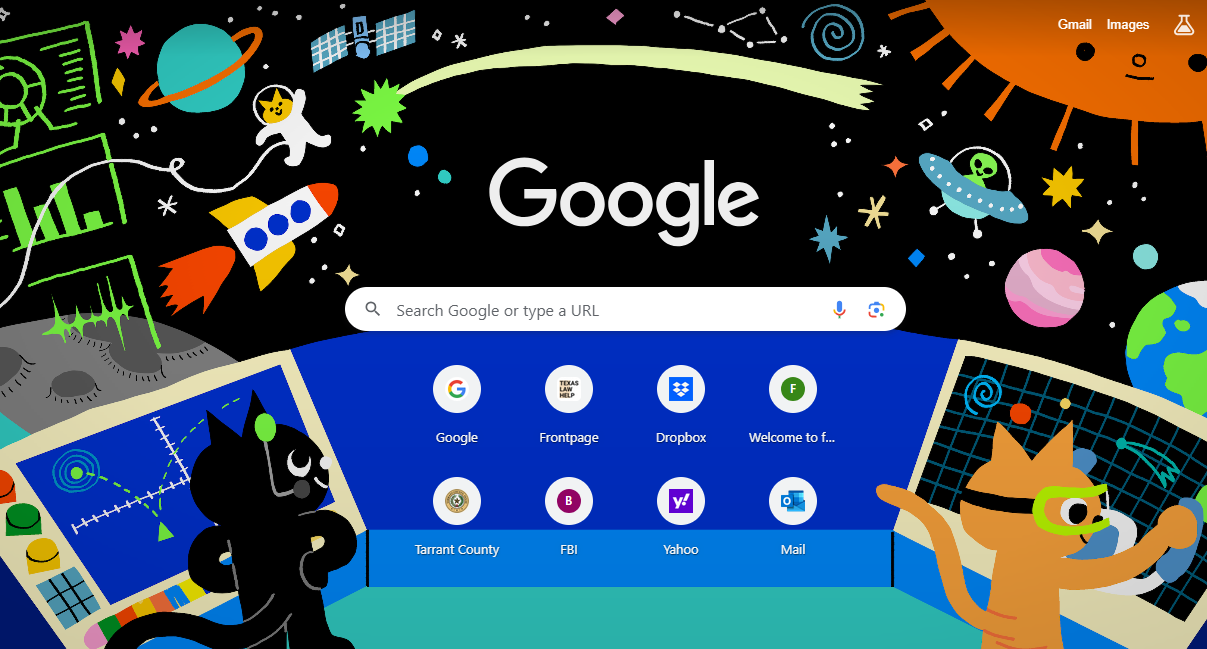 Gmail Images
Google
Search Google or type a URL
G
TEXAS
LAW
HELP
F
Google Frontpage Dropbox Welcome to f...
B
y!
O
Tarrant County FBI Yahoo Mail